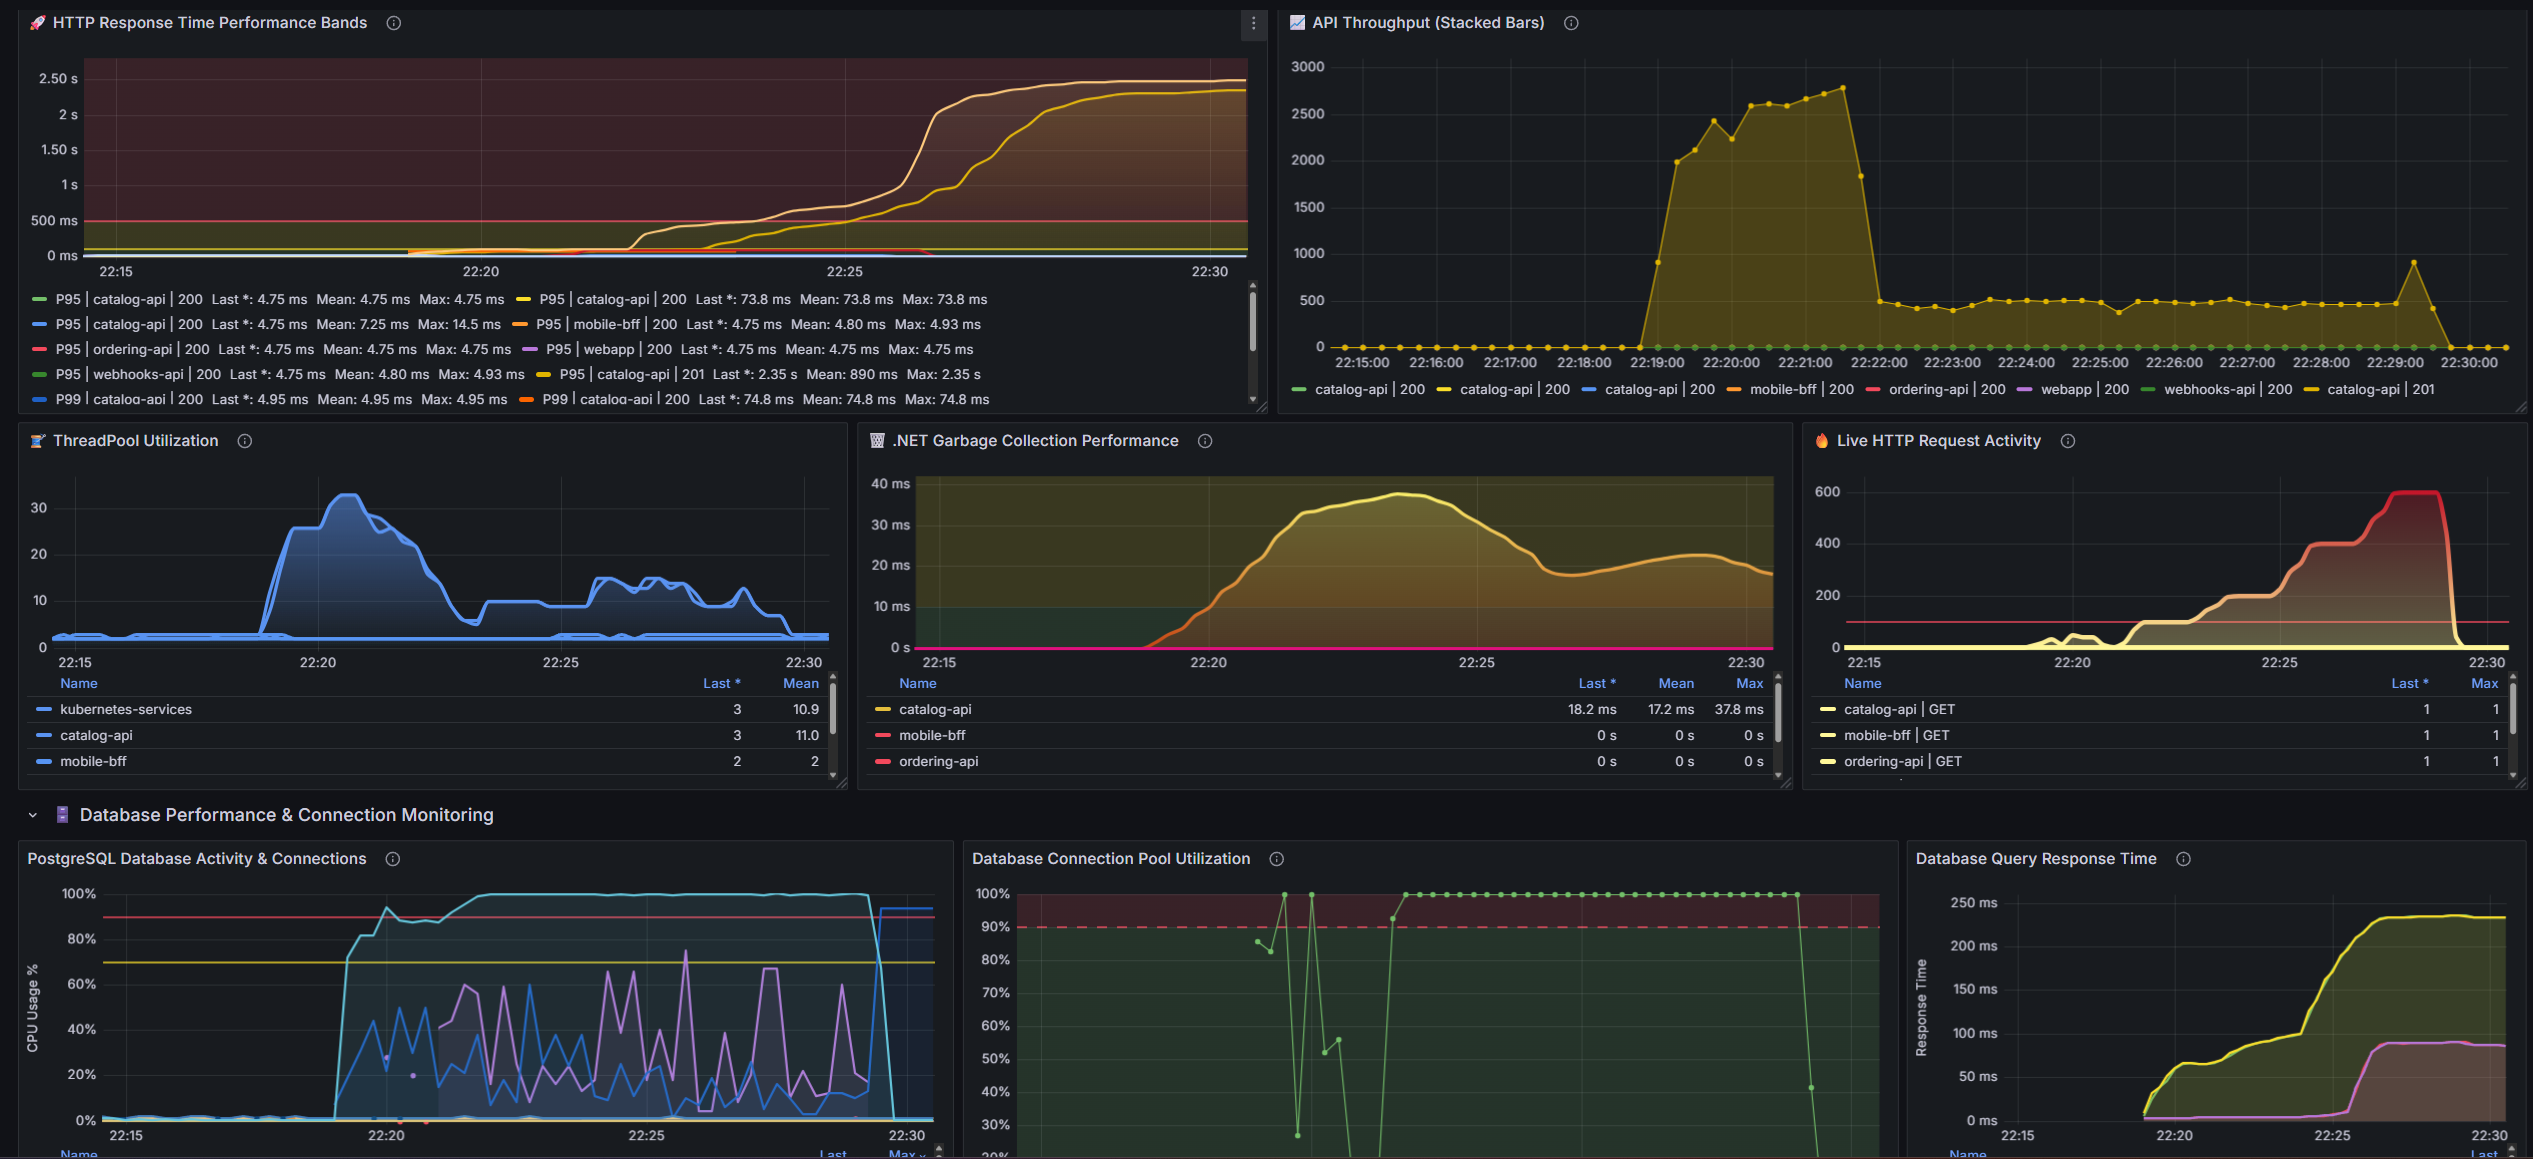 🚀 HTTP Response Time Performance Bands
2.50 s
2 s
1.50 s
1 s
500 ms
0 ms
22:15 22:20 22:25 22:30
P95 | catalog-api | 200 Last *: 4.75 ms Mean: 4.75 ms Max: 4.75 ms P95 | catalog-api | 200 Last *: 73.8 ms Mean: 73.8 ms Max: 73.8 ms
P95 | catalog-api | 200 Last *: 4.75 ms Mean: 7.25 ms Max: 14.5 ms P95 | mobile-bff | 200 Last *: 4.75 ms Mean: 4.80 ms Max: 4.93 ms
P95 | ordering-api | 200 Last *: 4.75 ms Mean: 4.75 ms Max: 4.75 ms P95 | webapp | 200 Last *: 4.75 ms Mean: 4.75 ms Max: 4.75 ms
P95 | webhooks-api | 200 Last *: 4.75 ms Mean: 4.80 ms Max: 4.93 ms P95 | catalog-api | 201 Last *: 2.35 s Mean: 890 ms Max: 2.35 s
P99 | catalog-api | 200 Last *: 4.95 ms Mean: 4.95 ms Max: 4.95 ms P99 | catalog-api | 200 Last *: 74.8 ms Mean: 74.8 ms Max: 74.8 ms
📈 API Throughput (Stacked Bars)
3000
2500
2000
1500
1000
500
0
22:15:00 22:16:00 22:17:00 22:18:00 22:19:00 22:20:00 22:21:00 22:22:00 22:23:00 22:24:00 22:25:00 22:26:00 22:27:00 22:28:00 22:29:00 22:30:00
catalog-api | 200 catalog-api | 200 catalog-api | 200 mobile-bff | 200 ordering-api | 200 webapp | 200 webhooks-api | 200 catalog-api | 201
🧵 ThreadPool Utilization
30
20
10
0
22:15 22:20 22:25 22:30
Name Last * Mean
kubernetes-services 3 10.9
catalog-api 3 11.0
mobile-bff 2 2
🗑 .NET Garbage Collection Performance
40 ms
30 ms
20 ms
10 ms
0 s
22:15 22:20 22:25 22:30
Name Last * Mean Max
catalog-api 18.2 ms 17.2 ms 37.8 ms
mobile-bff 0 s 0 s 0 s
ordering-api 0 s 0 s 0 s
🔥 Live HTTP Request Activity
600
400
200
0
22:15 22:20 22:25 22:30
Name Last * Max
catalog-api | GET 1 1
mobile-bff | GET 1 1
ordering-api | GET 1 1
🗄 Database Performance & Connection Monitoring
PostgreSQL Database Activity & Connections
CPU Usage %
100%
80%
60%
40%
20%
0%
22:15 22:20 22:25 22:30
Name Last Max
Database Connection Pool Utilization
100%
90%
80%
70%
60%
50%
40%
30%
20%
Database Query Response Time
Response Time
250 ms
200 ms
150 ms
100 ms
50 ms
0 ms
22:15 22:20 22:25 22:30
Name Last